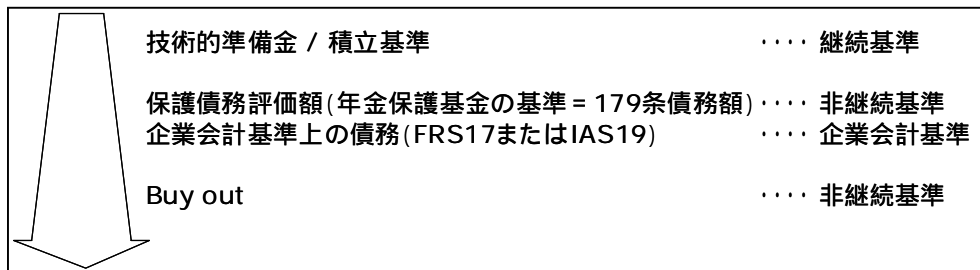 技術的準備金 / 積立基準 ‥‥ 継続基準
保護債務評価額(年金保護基金の基準 = 179条債務額)‥‥ 非継続基準
企業会計基準上の債務(FRS17またはIAS19) ‥‥ 企業会計基準
Buy out ‥‥ 非継続基準